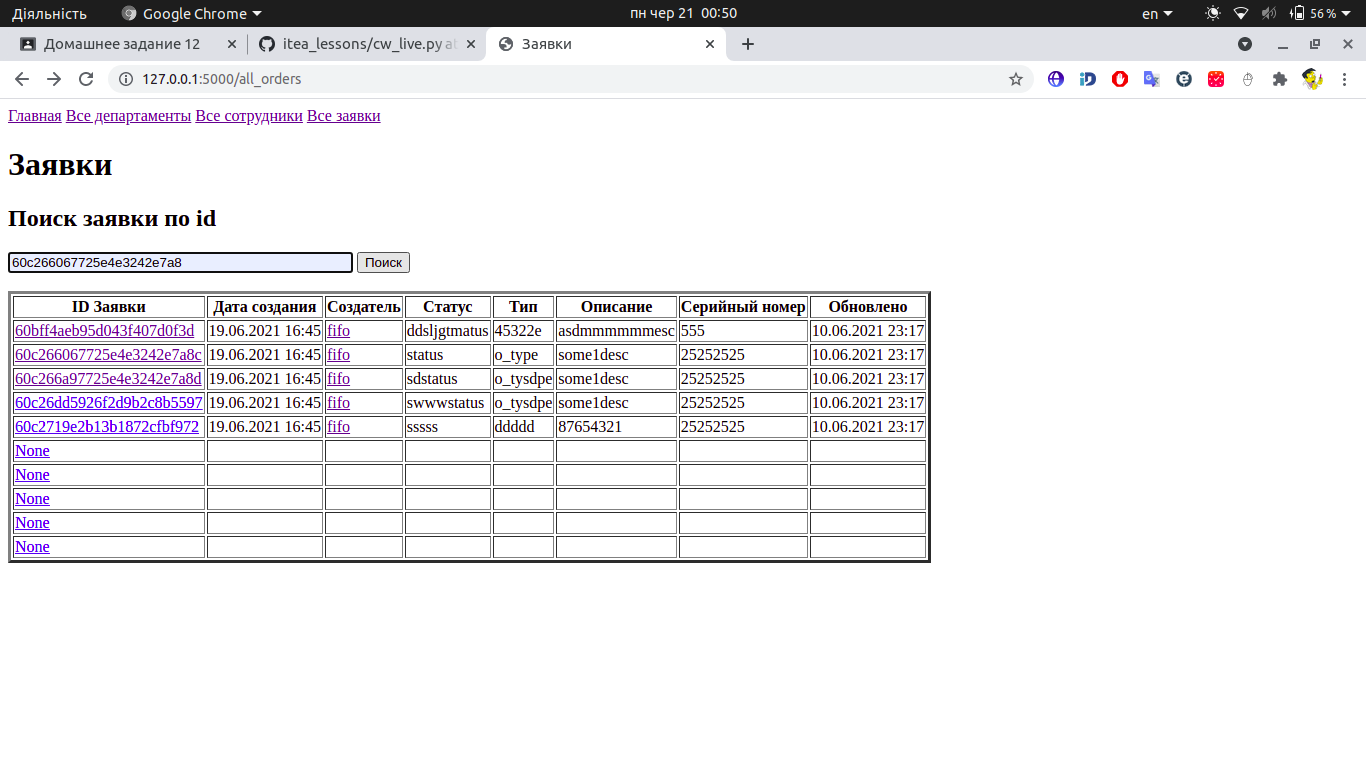 Діяльність Google Chrome пн чер 21 00:50 en 56 %
Домашнее задание 12 itea_lessons/cw_live.py at Заявки
127.0.0.1:5000/all_orders
Главная Все департаменты Все сотрудники Все заявки
Заявки
Поиск заявки по id
60c266067725e4e3242e7a8 Поиск
ID Заявки Дата создания Создатель Статус Тип Описание Серийный номер Обновлено
60bff4aeb95d043f407d0f3d 19.06.2021 16:45 fifo ddsljgtmatus 45322e asdmmmmmmesc 555 10.06.2021 23:17
60c266067725e4e3242e7a8c 19.06.2021 16:45 fifo status o_type some1desc 25252525 10.06.2021 23:17
60c266a97725e4e3242e7a8d 19.06.2021 16:45 fifo sdstatus o_tysdpe some1desc 25252525 10.06.2021 23:17
60c26dd5926f2d9b2c8b5597 19.06.2021 16:45 fifo swwwstatus o_tysdpe some1desc 25252525 10.06.2021 23:17
60c2719e2b13b1872cfbf972 19.06.2021 16:45 fifo sssss ddddd 87654321 25252525 10.06.2021 23:17
None
None
None
None
None